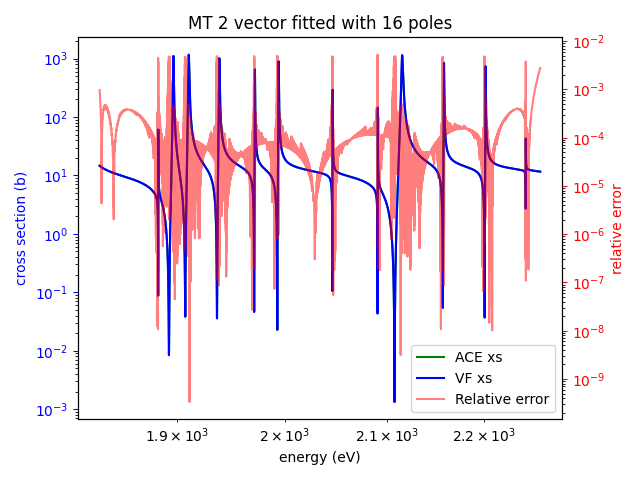 MT 2 vector fitted with 16 poles
10³
10²
10¹
10⁰
10⁻¹
10⁻²
10⁻³
cross section (b)
10⁻²
10⁻³
10⁻⁴
10⁻⁵
10⁻⁶
10⁻⁷
10⁻⁸
10⁻⁹
relative error
ACE xs
VF xs
Relative error
1.9 × 10³ 2 × 10³ 2.1 × 10³ 2.2 × 10³
energy (eV)